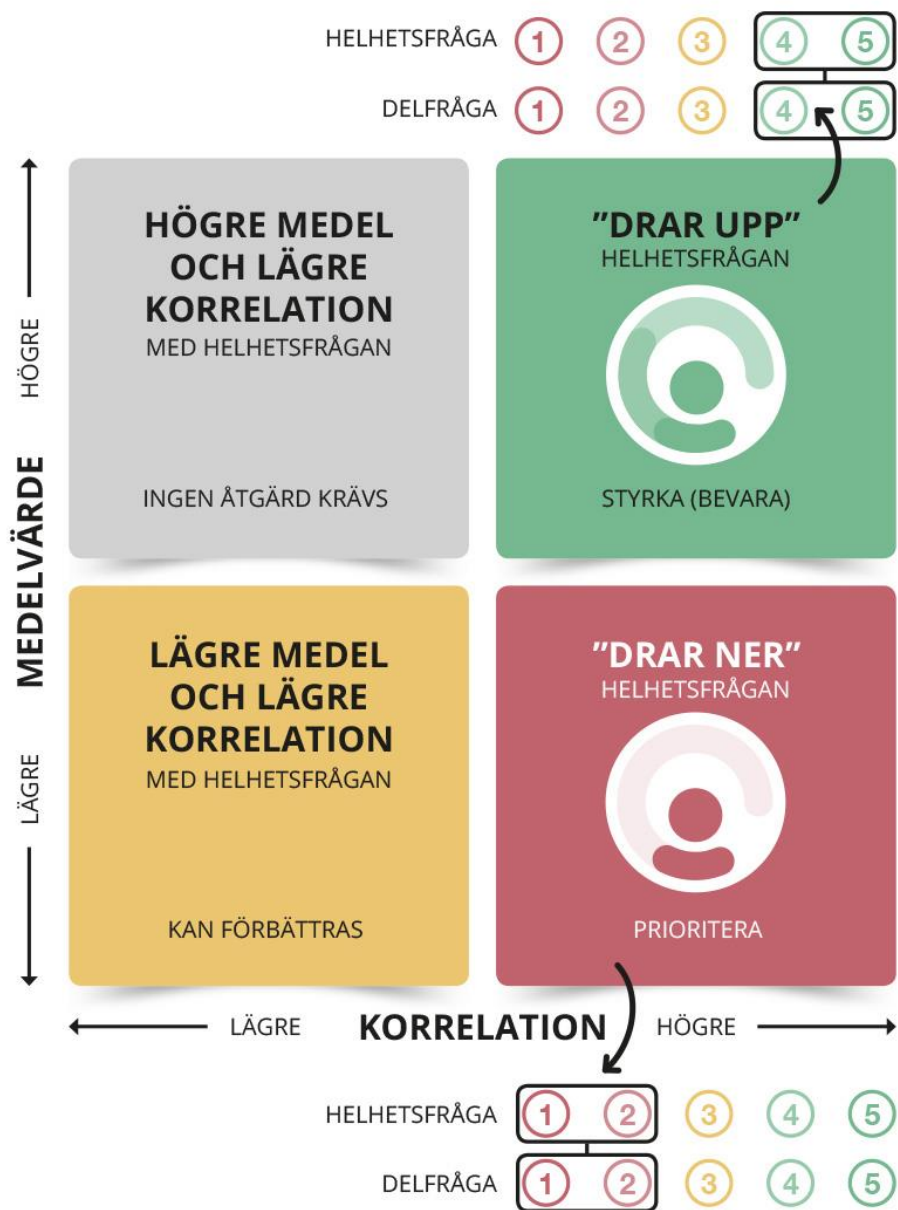 HELHETSFRÅGA 1 2 3 4 5
DELFRÅGA 1 2 3 4 5
HÖGRE MEDEL
OCH LÄGRE
KORRELATION
MED HELHETSFRÅGAN
INGEN ÅTGÄRD KRÄVS
”DRAR UPP”
HELHETSFRÅGAN
STYRKA (BEVARA)
HÖGRE
MEDELVÄRDE
LÄGRE
LÄGRE MEDEL
OCH LÄGRE
KORRELATION
MED HELHETSFRÅGAN
KAN FÖRBÄTTRAS
”DRAR NER”
HELHETSFRÅGAN
PRIORITERA
LÄGRE KORRELATION HÖGRE
HELHETSFRÅGA 1 2 3 4 5
DELFRÅGA 1 2 3 4 5